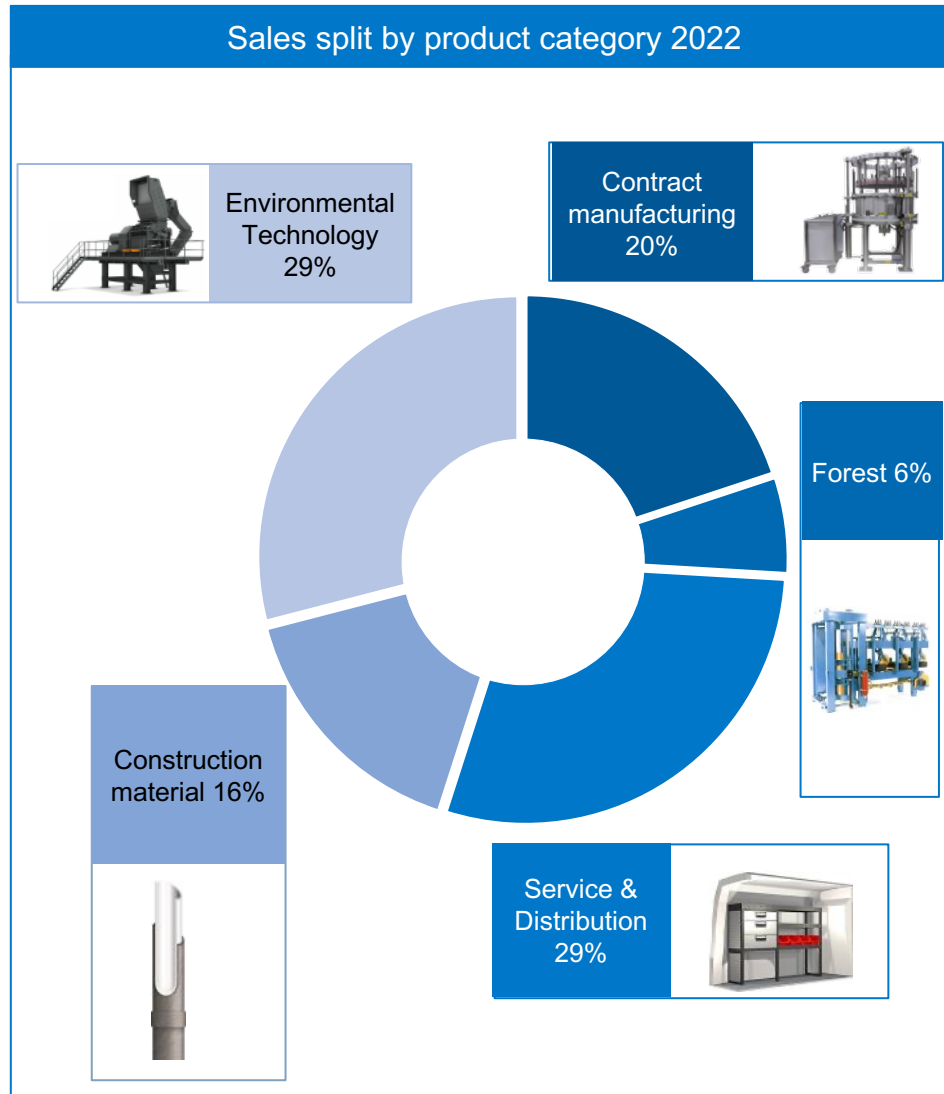 Sales split by product category 2022
Environmental
Technology
29%
Contract
manufacturing
20%
Forest 6%
Construction
material 16%
Service &
Distribution
29%